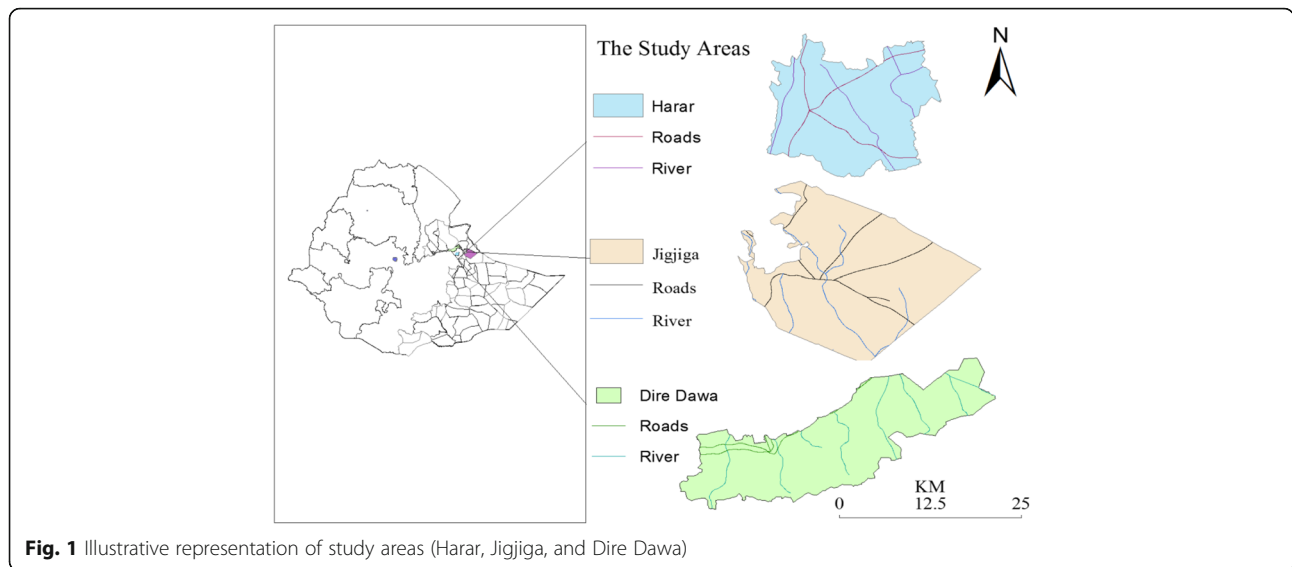 The Study Areas
N
Harar
Roads
River
Jigjiga
Roads
River
Dire Dawa
Roads
River
KM
0 12.5 25
Fig. 1 Illustrative representation of study areas (Harar, Jigjiga, and Dire Dawa)